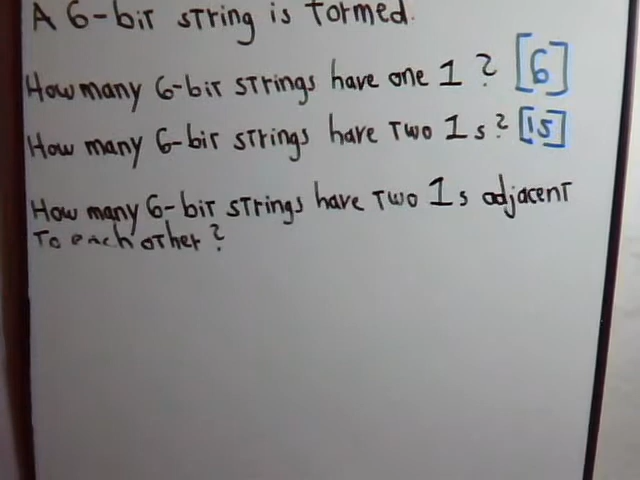 A 6-bit string is formed.
How many 6-bit strings have one 1? [6]
How many 6-bit strings have two 1s? [15]
How many 6-bit strings have two 1s adjacent
to each other?